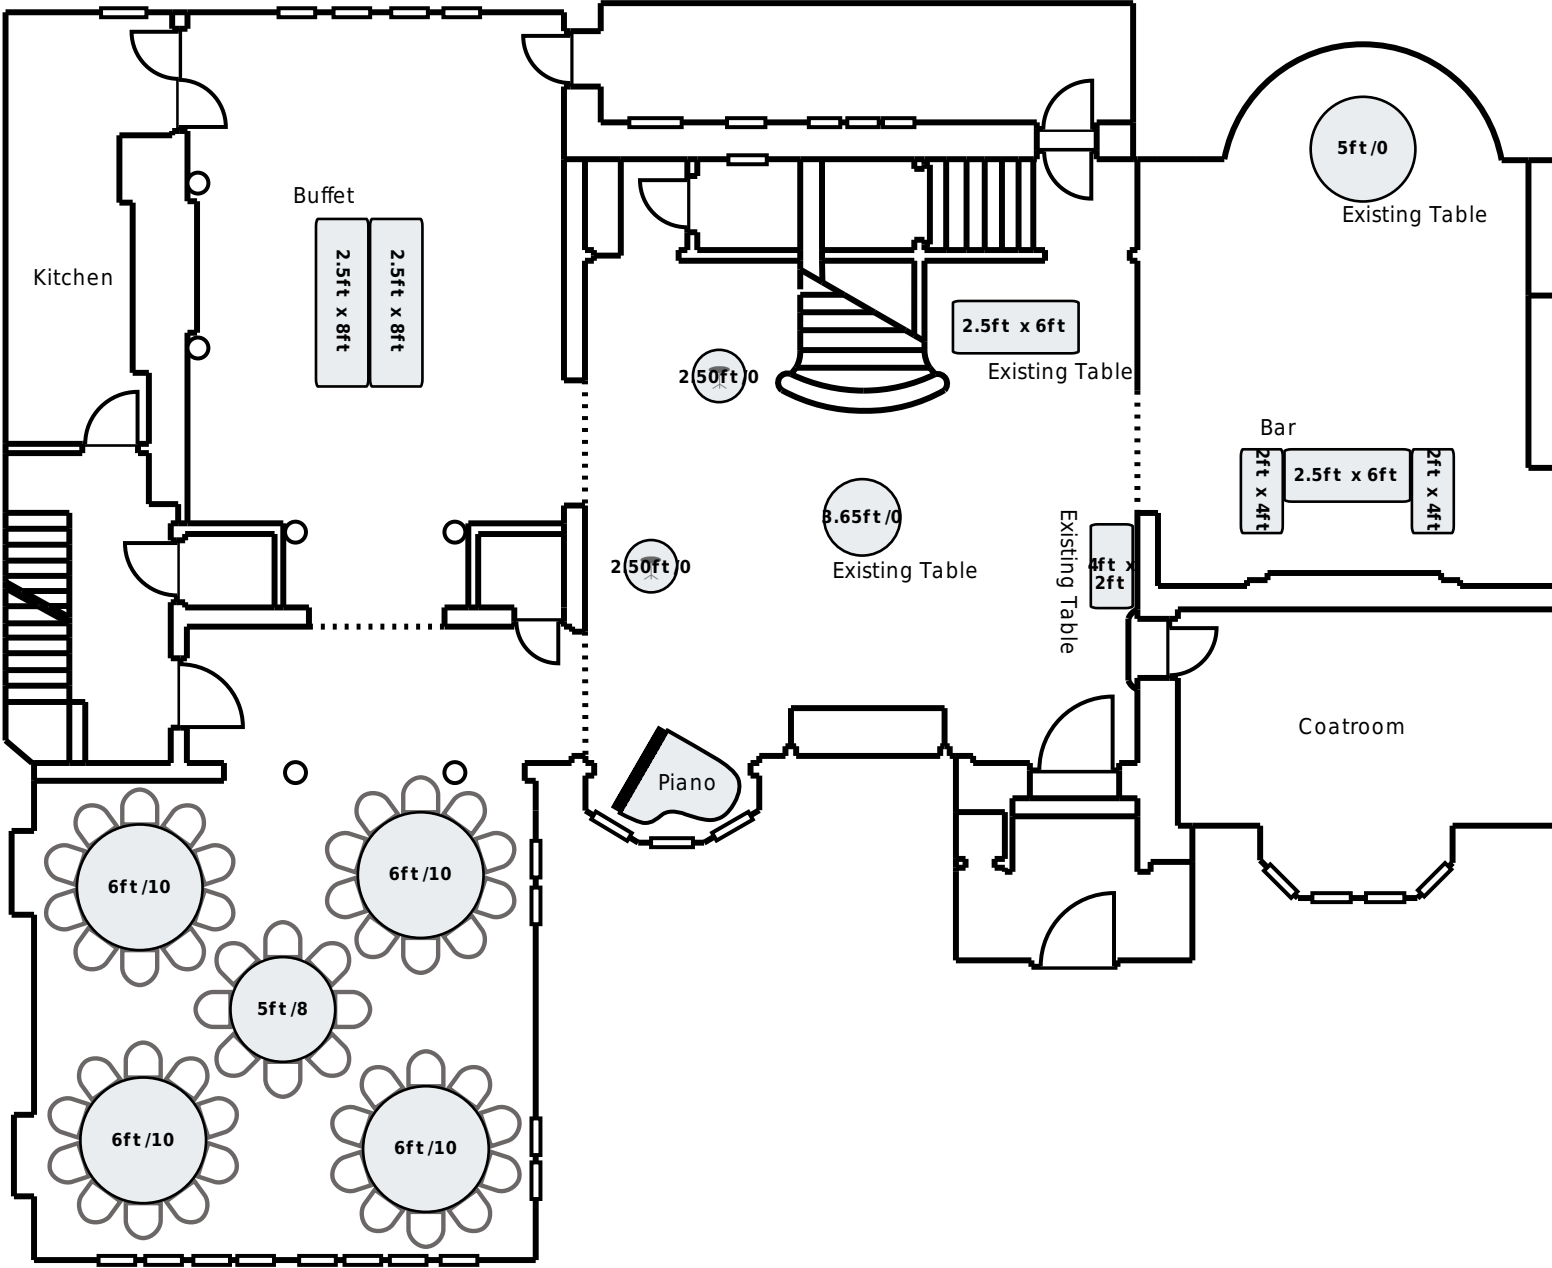 5ft /0
Existing Table
Buffet
2.5ft x 8ft
2.5ft x 8ft
Kitchen
2.5ft x 6ft
Existing Table
2.50ft /0
Bar
2ft x 4ft
2.5ft x 6ft
2ft x 4ft
3.65ft /0
Existing Table
2.50ft /0
Existing Table
4ft x
2ft
Coatroom
Piano
6ft /10
6ft /10
5ft /8
6ft /10
6ft /10